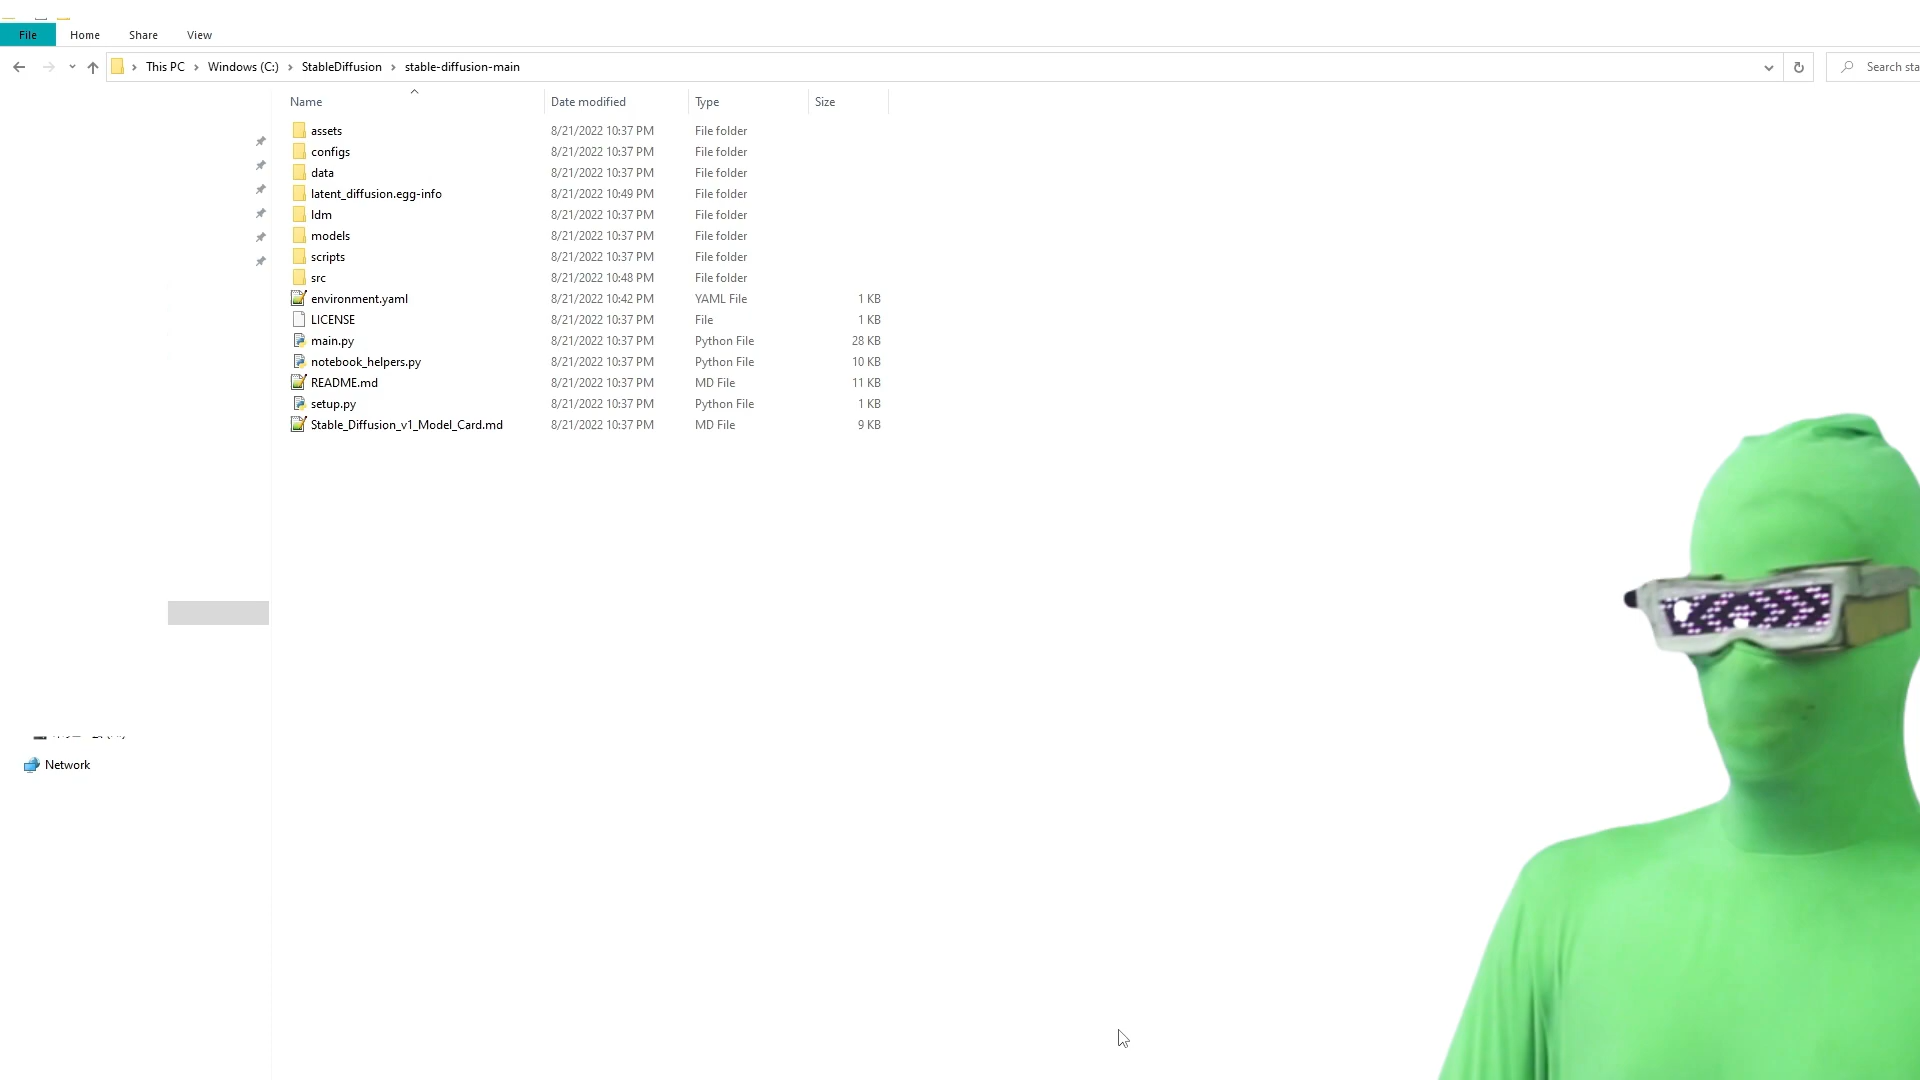 File Home Share View
This PC Windows (C:) StableDiffusion stable-diffusion-main Search sta
Name Date modified Type Size
assets 8/21/2022 10:37 PM File folder
configs 8/21/2022 10:37 PM File folder
data 8/21/2022 10:37 PM File folder
latent_diffusion.egg-info 8/21/2022 10:49 PM File folder
ldm 8/21/2022 10:37 PM File folder
models 8/21/2022 10:37 PM File folder
scripts 8/21/2022 10:37 PM File folder
src 8/21/2022 10:48 PM File folder
environment.yaml 8/21/2022 10:42 PM YAML File 1 KB
LICENSE 8/21/2022 10:37 PM File 1 KB
main.py 8/21/2022 10:37 PM Python File 28 KB
notebook_helpers.py 8/21/2022 10:37 PM Python File 10 KB
README.md 8/21/2022 10:37 PM MD File 11 KB
setup.py 8/21/2022 10:37 PM Python File 1 KB
Stable_Diffusion_v1_Model_Card.md 8/21/2022 10:37 PM MD File 9 KB
Network